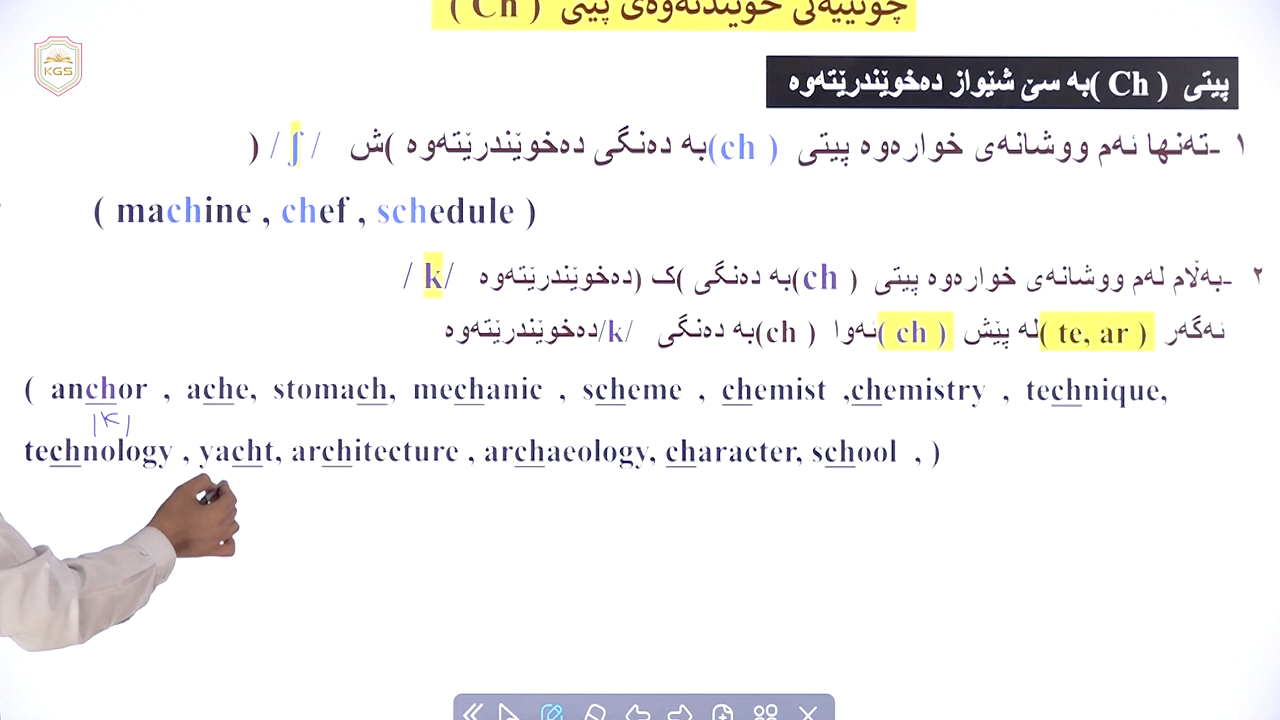 چۆنییەتی خوێندنەوەی پیتی ( Ch )
KGS
پیتی ( Ch )بە سێ شێواز دەخوێندرێتەوە
١ -تەنها ئەم ووشانەی خوارەوە پیتی ( ch)بە دەنگی دەخوێندرێتەوە )ش / ʃ / (
( machine , chef , schedule )
٢ -بەڵام لەم ووشانەی خوارەوە پیتی ( ch)بە دەنگی )ک (دەخوێندرێتەوە /k /
ئەگەر ( te, ar )لە پێش ( ch )ئەوا ( ch)بە دەنگی /k/دەخوێندرێتەوە
( anchor , ache, stomach, mechanic , scheme , chemist ,chemistry , technique,
/K/
technology , yacht, architecture , archaeology, character, school , )